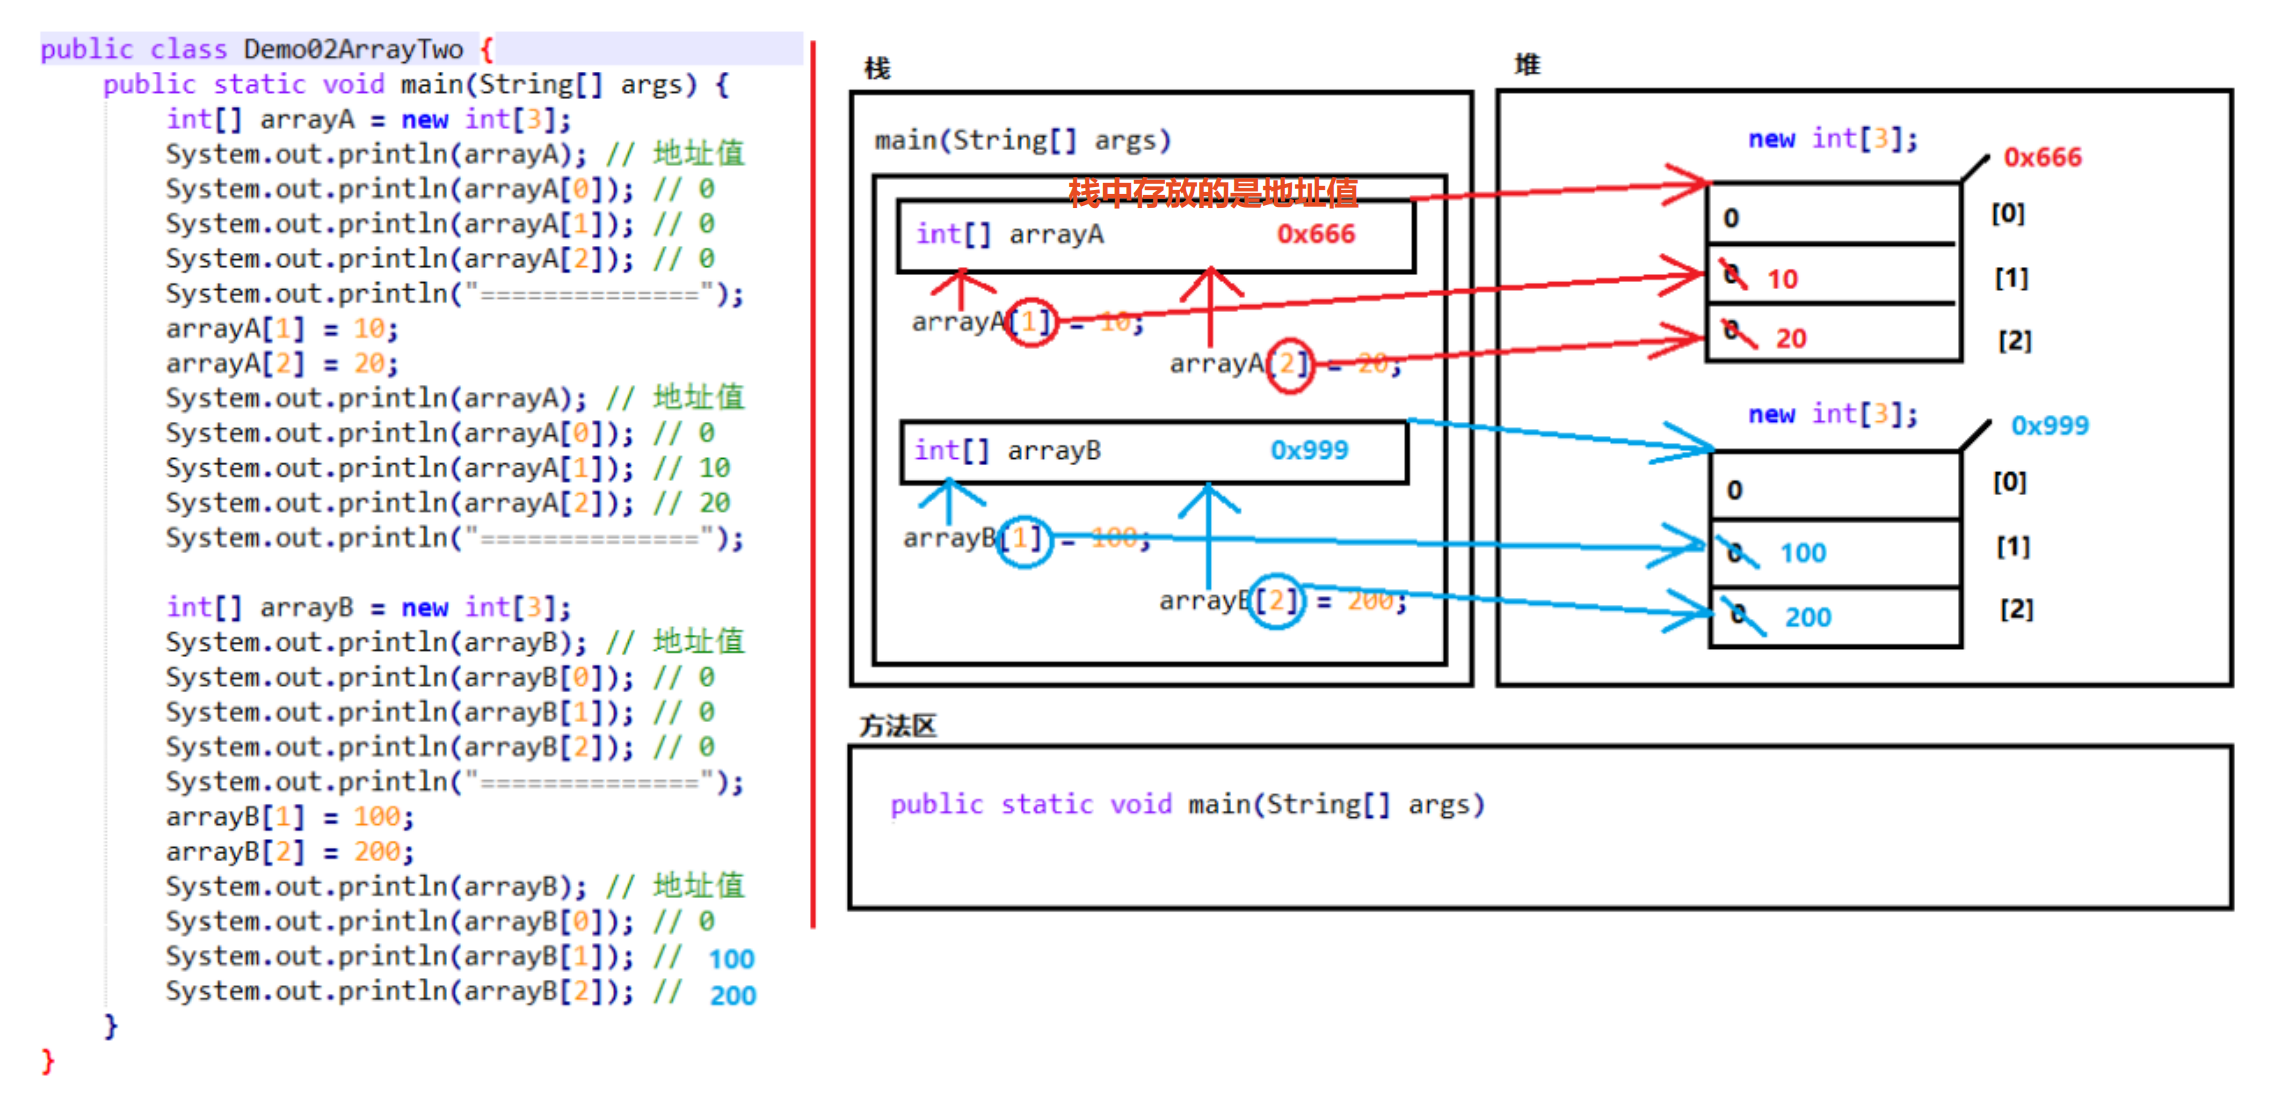 public class Demo02ArrayTwo {
public static void main(String[] args) {
int[] arrayA = new int[3];
System.out.println(arrayA); // 地址值
System.out.println(arrayA[0]); // 0
System.out.println(arrayA[1]); // 0
System.out.println(arrayA[2]); // 0
System.out.println("==============");
arrayA[1] = 10;
arrayA[2] = 20;
System.out.println(arrayA); // 地址值
System.out.println(arrayA[0]); // 0
System.out.println(arrayA[1]); // 10
System.out.println(arrayA[2]); // 20
System.out.println("==============");
int[] arrayB = new int[3];
System.out.println(arrayB); // 地址值
System.out.println(arrayB[0]); // 0
System.out.println(arrayB[1]); // 0
System.out.println(arrayB[2]); // 0
System.out.println("==============");
arrayB[1] = 100;
arrayB[2] = 200;
System.out.println(arrayB); // 地址值
System.out.println(arrayB[0]); // 0
System.out.println(arrayB[1]); // 100
System.out.println(arrayB[2]); // 200
}
}
栈
main(String[] args)
栈中存放的是地址值
int[] arrayA 0x666
arrayA[1] = 10;
arrayA[2] = 20;
int[] arrayB 0x999
arrayB[1] = 100;
arrayB[2] = 200;
堆
new int[3];
0x666
0 [0]
0 10 [1]
0 20 [2]
new int[3];
0x999
0 [0]
0 100 [1]
0 200 [2]
方法区
public static void main(String[] args)